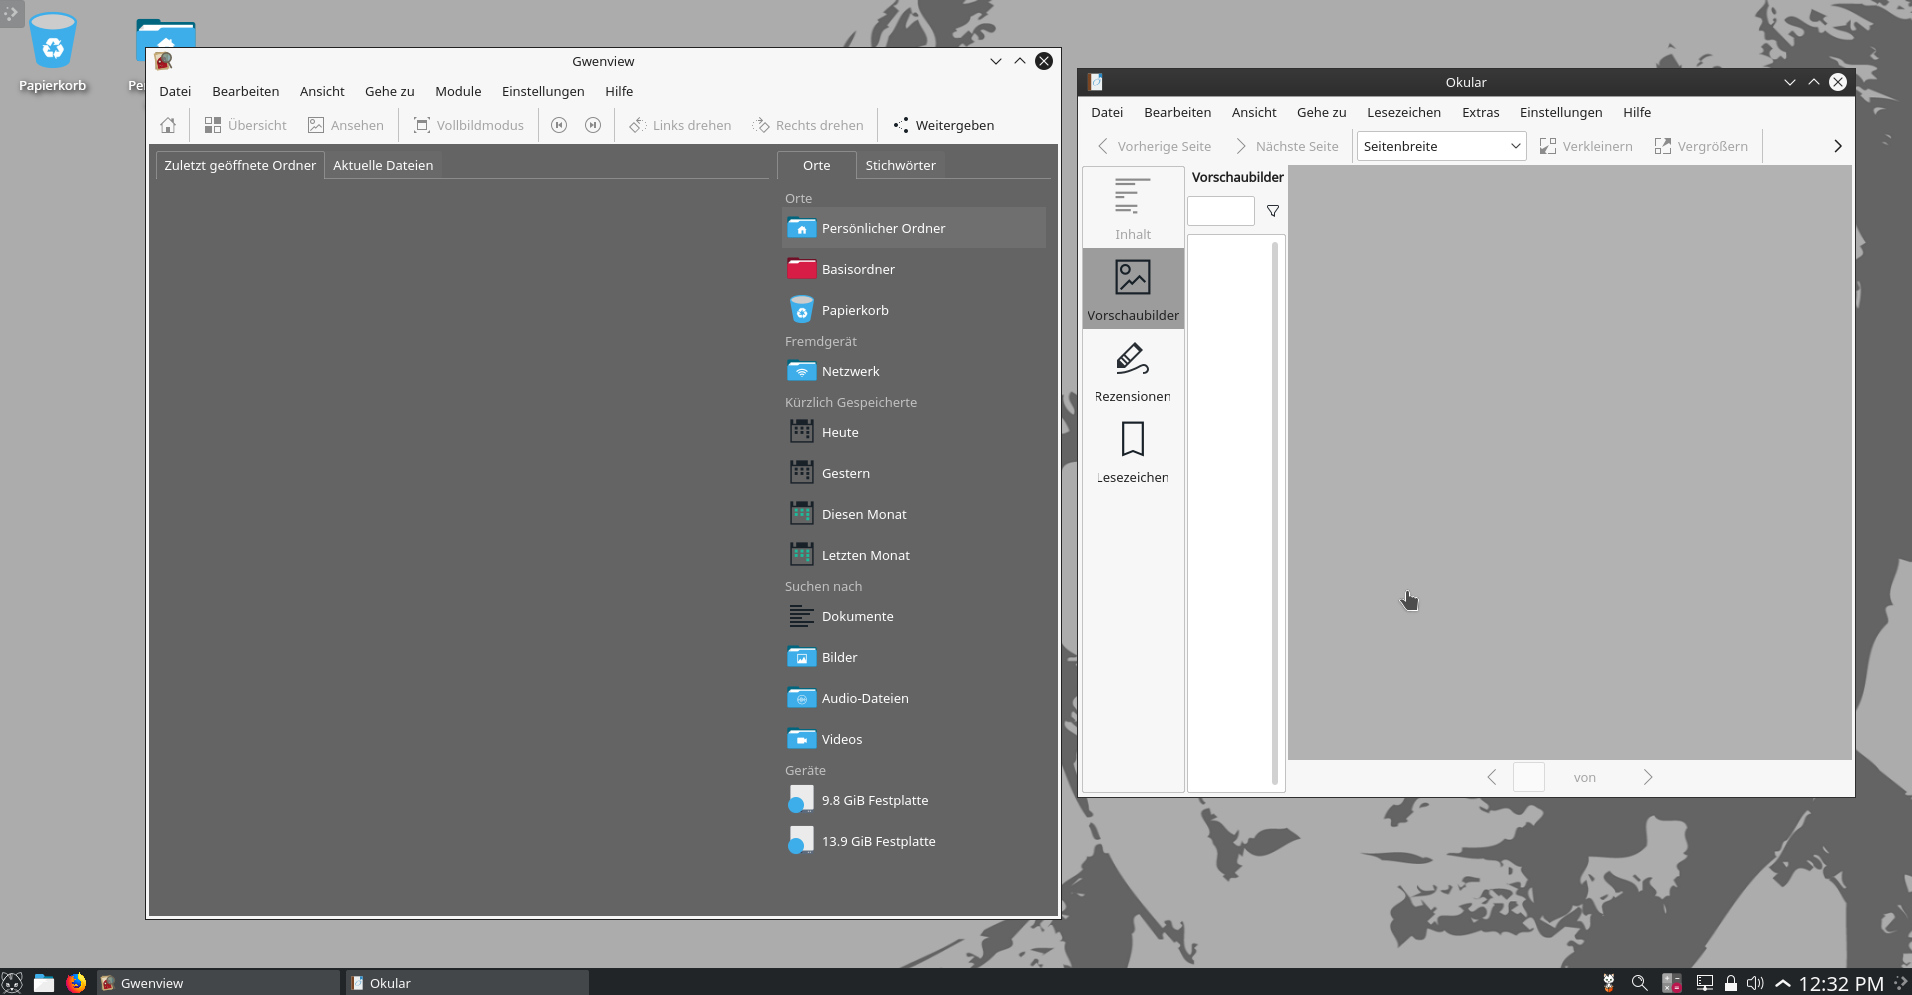 Papierkorb
Gwenview
Datei Bearbeiten Ansicht Gehe zu Module Einstellungen Hilfe
Übersicht Ansehen Vollbildmodus Links drehen Rechts drehen Weitergeben
Zuletzt geöffnete Ordner Aktuelle Dateien Orte Stichwörter
Orte
Persönlicher Ordner
Basisordner
Papierkorb
Fremdgerät
Netzwerk
Kürzlich Gespeicherte
Heute
Gestern
Diesen Monat
Letzten Monat
Suchen nach
Dokumente
Bilder
Audio-Dateien
Videos
Geräte
9.8 GiB Festplatte
13.9 GiB Festplatte
Okular
Datei Bearbeiten Ansicht Gehe zu Lesezeichen Extras Einstellungen Hilfe
Vorherige Seite Nächste Seite Seitenbreite Verkleinern Vergrößern
Vorschaubilder
Inhalt
Vorschaubilder
Rezensionen
Lesezeichen
von
Gwenview Okular 12:32 PM